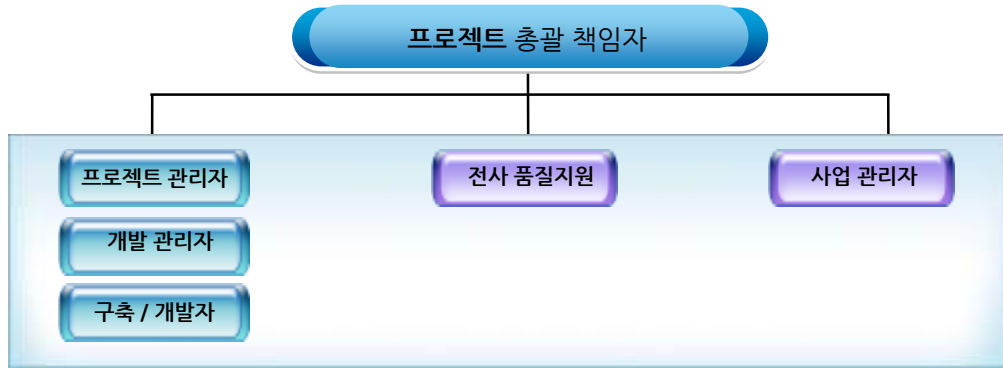 프로젝트 총괄 책임자
프로젝트 관리자
전사 품질지원
사업 관리자
개발 관리자
구축 / 개발자